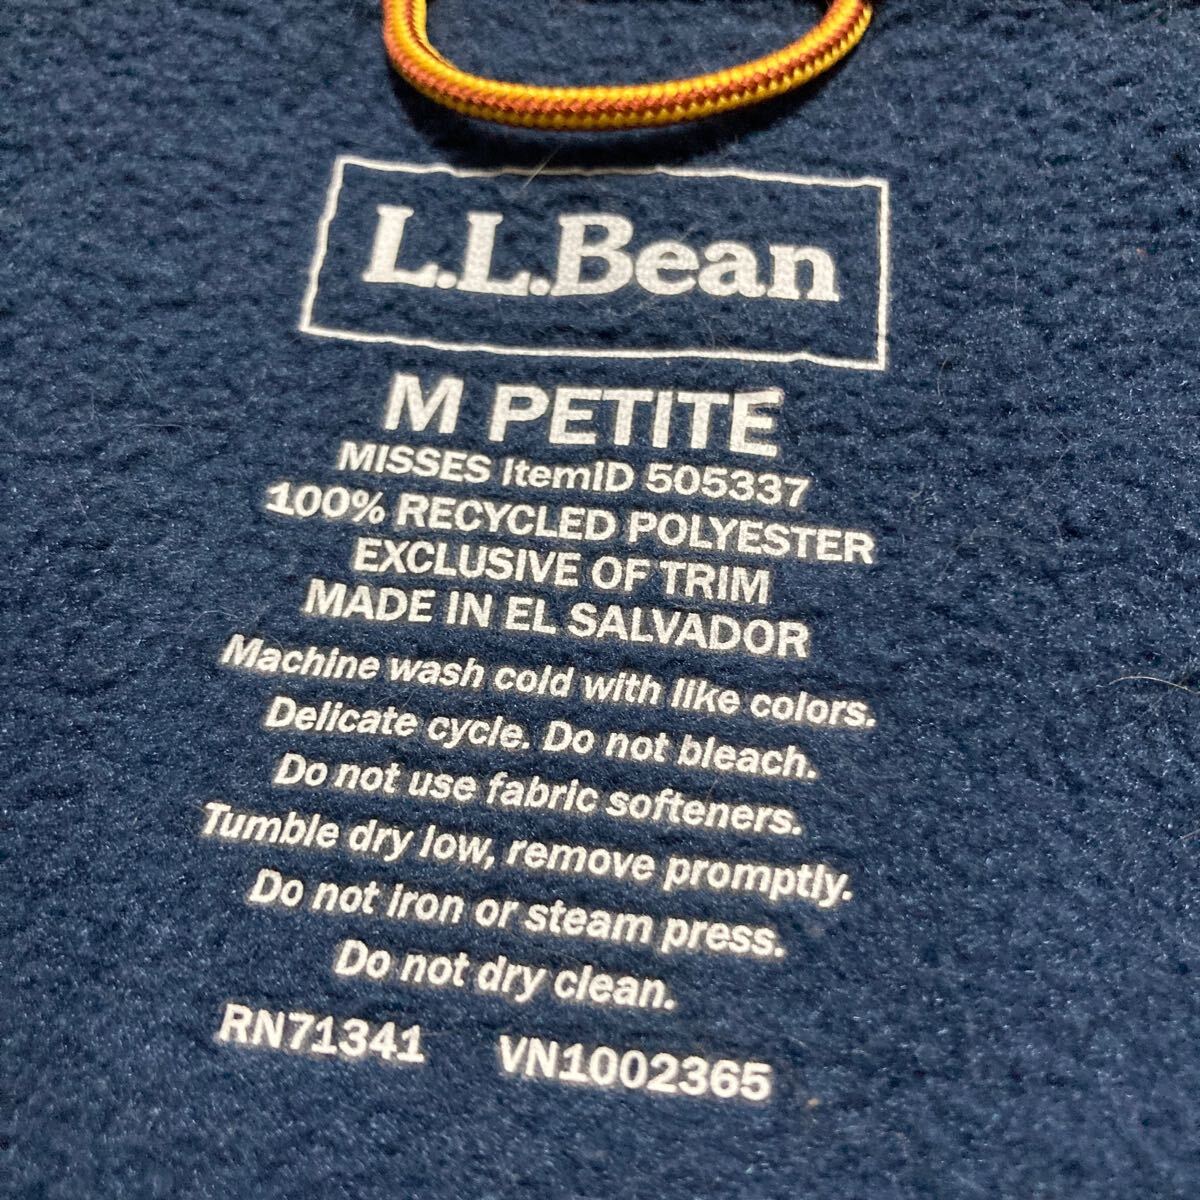 L.L.Bean
M PETITE
MISSES ItemID 505337
100% RECYCLED POLYESTER
EXCLUSIVE OF TRIM
MADE IN EL SALVADOR
Machine wash cold with like colors.
Delicate cycle. Do not bleach.
Do not use fabric softeners.
Tumble dry low, remove promptly.
Do not iron or steam press.
Do not dry clean.
RN71341 VN1002365